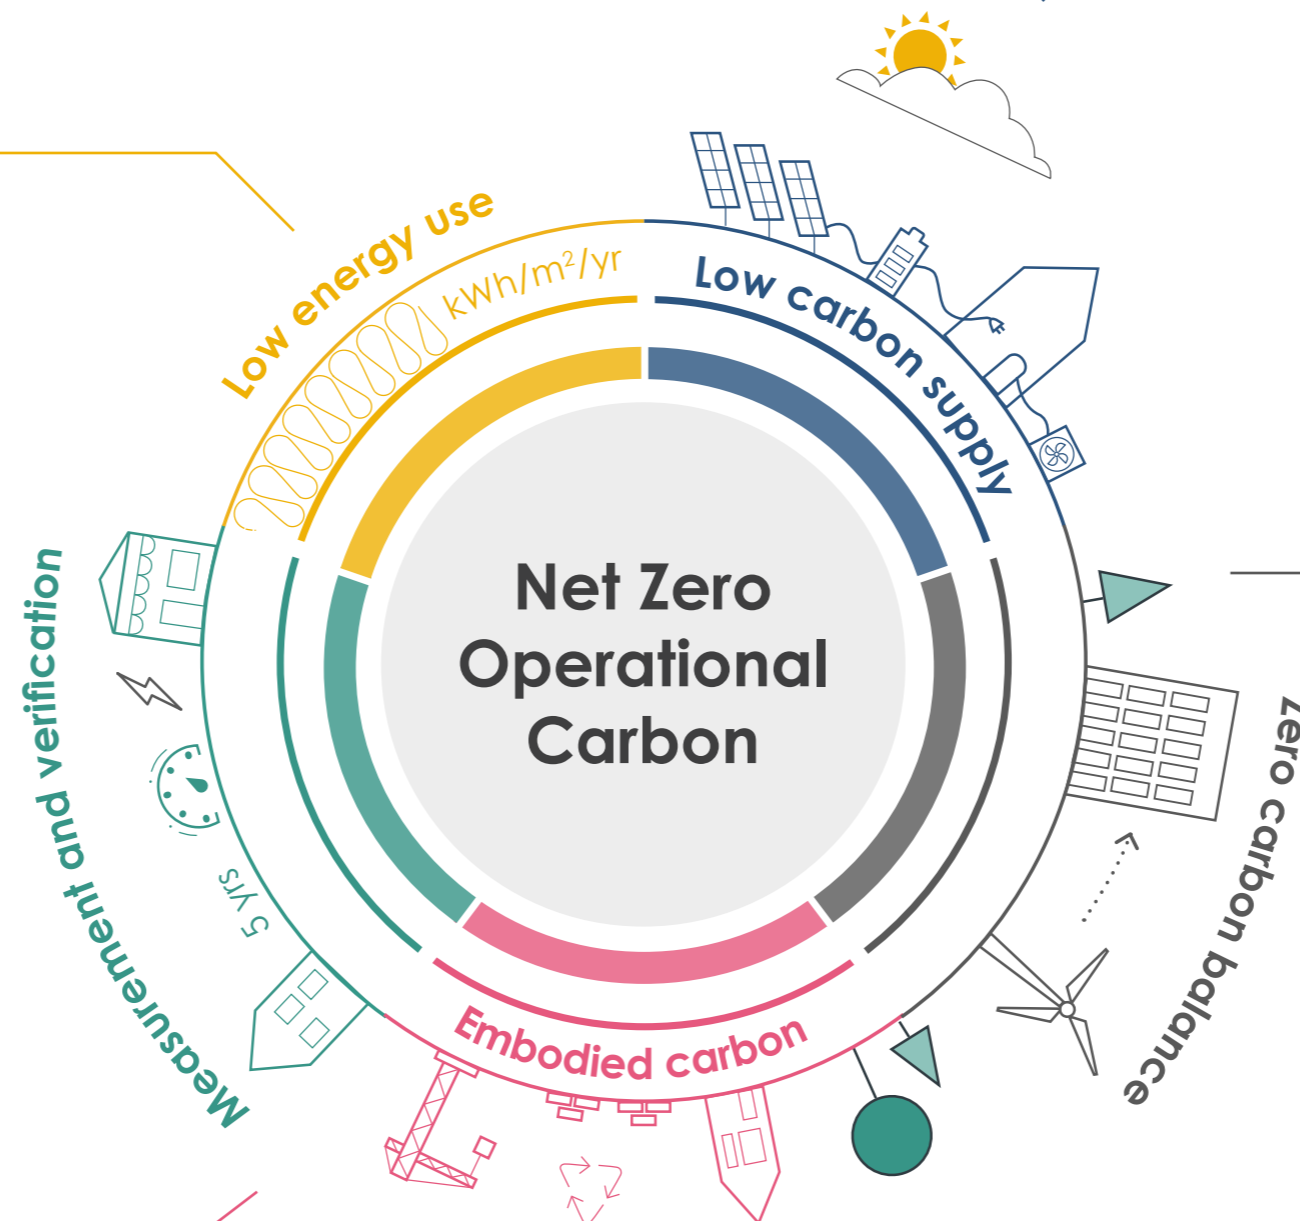 Low energy use
kWh/m²/yr
Low carbon supply
Net Zero
Operational
Carbon
Measurement and verification
5 yrs
Zero carbon balance
Embodied carbon